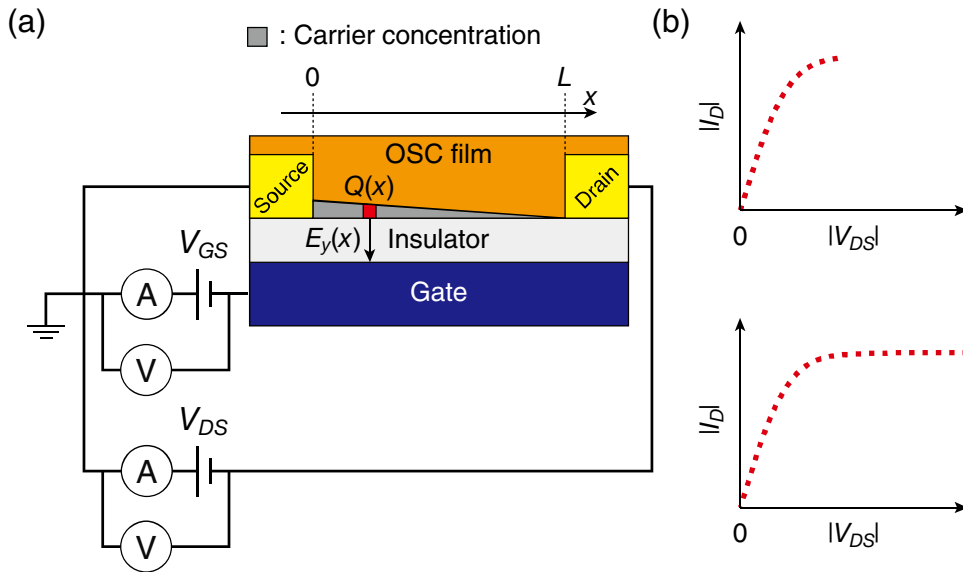 (a)
: Carrier concentration
0
L
x
OSC film
Source
Drain
Q(x)
E_y(x)
Insulator
Gate
V_GS
A
V
V_DS
A
V
(b)
|I_D|
0
|V_DS|
|I_D|
0
|V_DS|